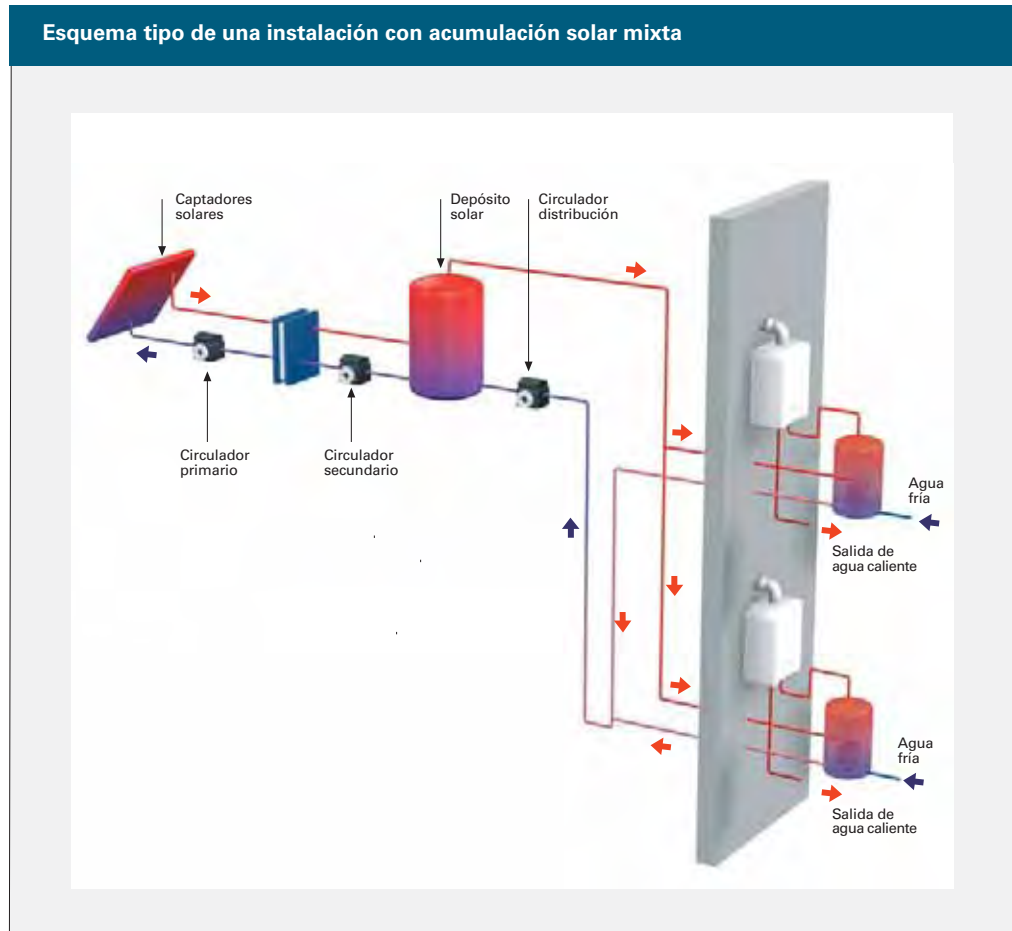 Esquema tipo de una instalación con acumulación solar mixta
Captadores
solares
Depósito
solar
Circulador
distribución
Circulador
primario
Circulador
secundario
Agua
fría
Salida de
agua caliente
Agua
fría
Salida de
agua caliente